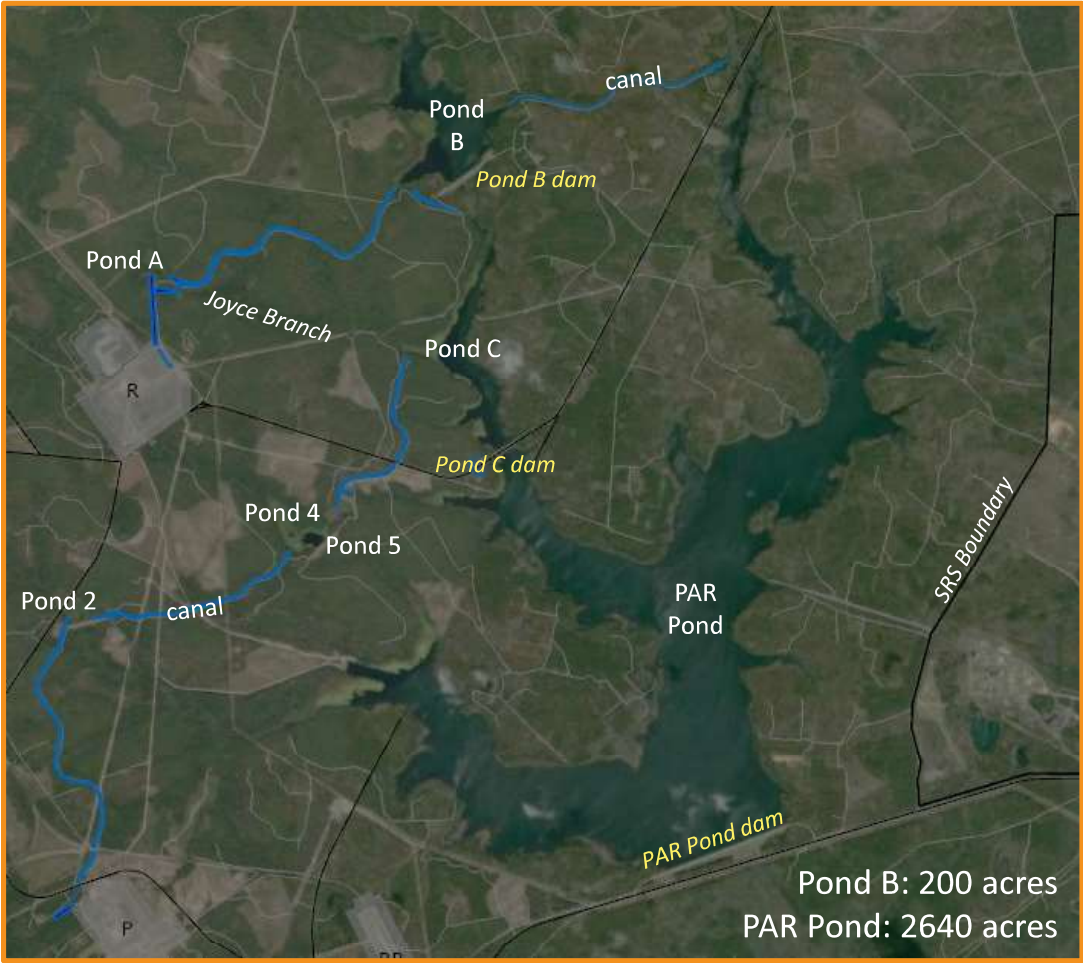 canal
Pond
B
Pond B dam
Pond A
Joyce Branch
Pond C
R
Pond C dam
Pond 4
Pond 5
SRS Boundary
PAR
Pond
Pond 2
canal
PAR Pond dam
Pond B: 200 acres
PAR Pond: 2640 acres
P